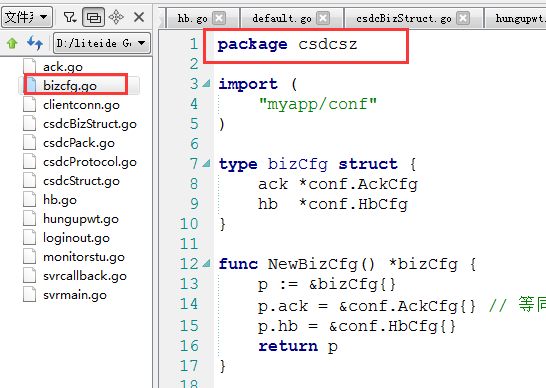 文件系
D:/liteide G
ack.go
bizcfg.go
clientconn.go
csdcBizStruct.go
csdcPack.go
csdcProtocol.go
csdcStruct.go
hb.go
hungupwt.go
loginout.go
monitorstu.go
svrcallback.go
svrmain.go
hb.go default.go csdcBizStruct.go hungupwt.
1 package csdcsz
2
3 import (
4 "myapp/conf"
5 )
6
7 type bizCfg struct {
8 ack *conf.AckCfg
9 hb *conf.HbCfg
10 }
11
12 func NewBizCfg() *bizCfg {
13 p := &bizCfg{}
14 p.ack = &conf.AckCfg{} // 等同
15 p.hb = &conf.HbCfg{}
16 return p
17 }
18